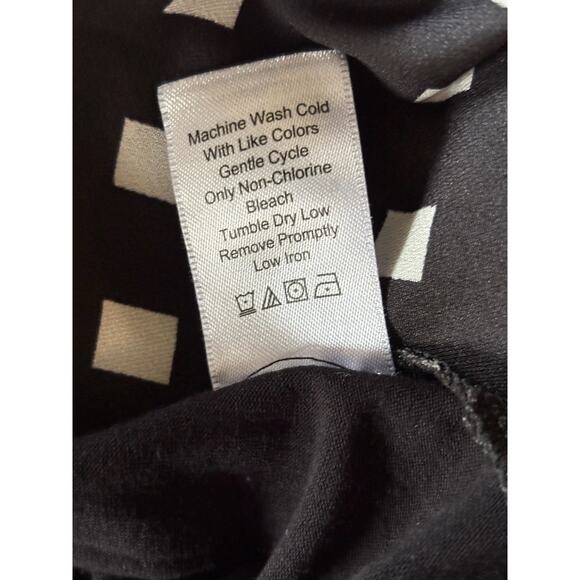 Machine Wash Cold
With Like Colors
Gentle Cycle
Only Non-Chlorine
Bleach
Tumble Dry Low
Remove Promptly
Low Iron